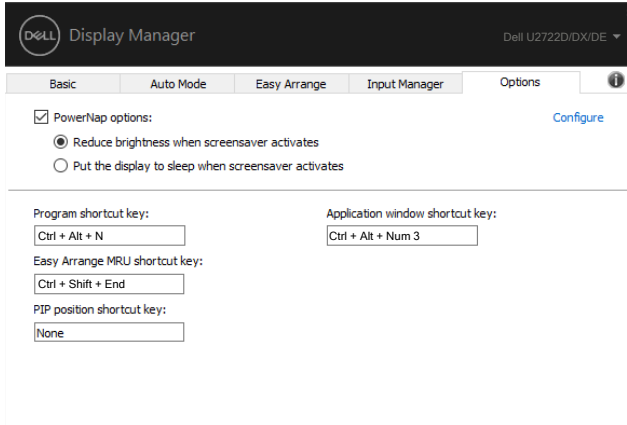 DELL Display Manager
Dell U2722D/DX/DE
Basic Auto Mode Easy Arrange Input Manager Options
PowerNap options: Configure
Reduce brightness when screensaver activates
Put the display to sleep when screensaver activates
Program shortcut key: Application window shortcut key:
Ctrl + Alt + N Ctrl + Alt + Num 3
Easy Arrange MRU shortcut key:
Ctrl + Shift + End
PIP position shortcut key:
None